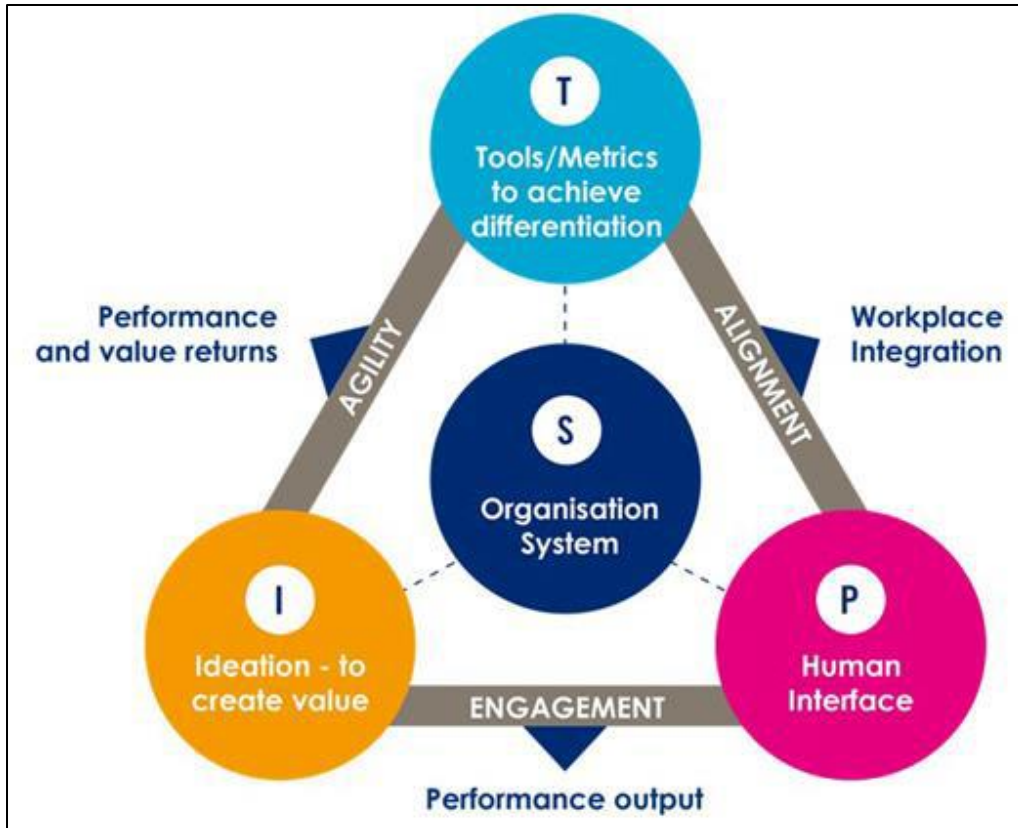 T
Tools/Metrics
to achieve
differentiation
Performance
and value returns
AGILITY
ALIGNMENT
Workplace
Integration
S
Organisation
System
I
Ideation - to
create value
P
Human
Interface
ENGAGEMENT
Performance output